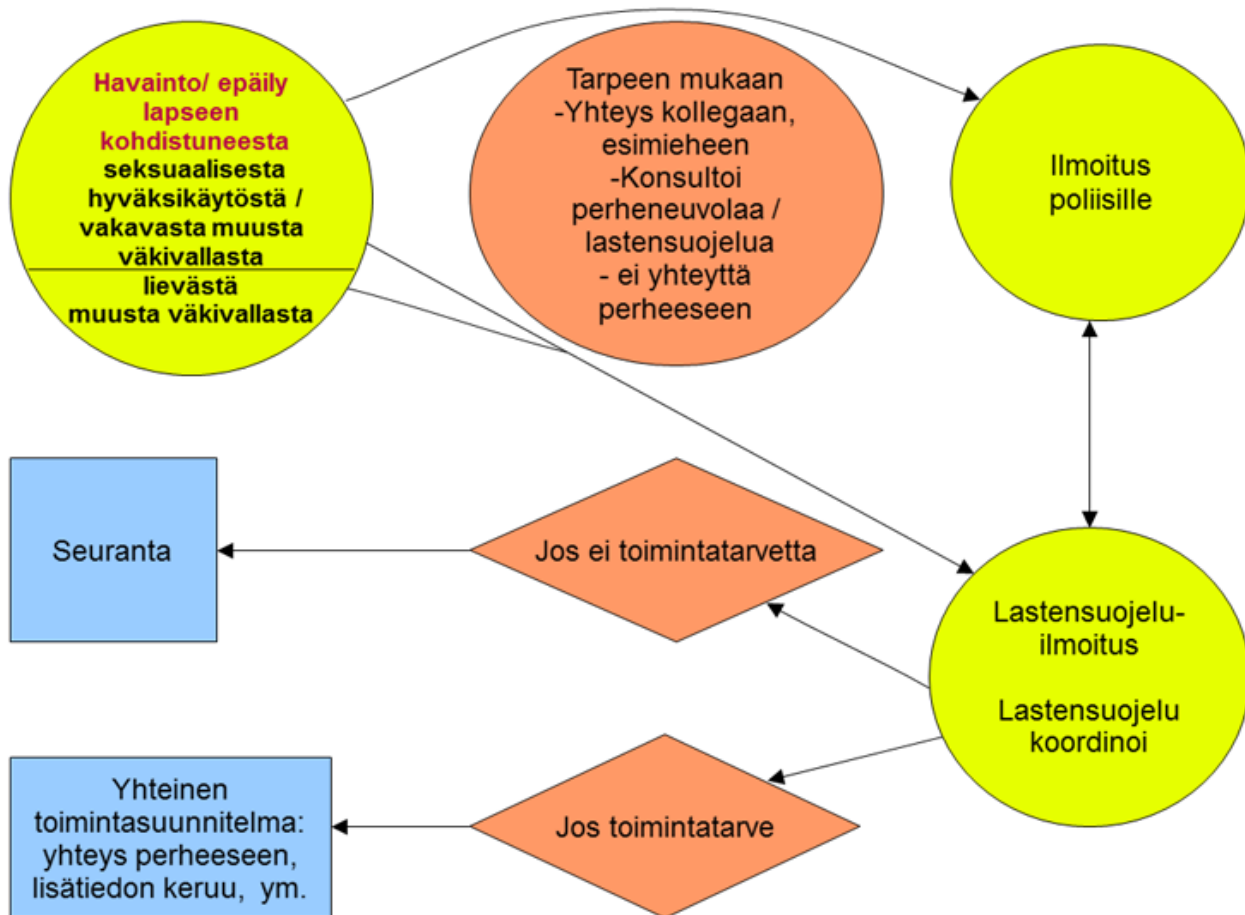 Havainto/ epäily
lapseen
kohdistuneesta
seksuaalisesta
hyväksikäytöstä /
vakavasta muusta
väkivallasta
lievästä
muusta väkivallasta
Tarpeen mukaan
-Yhteys kollegaan,
esimieheen
-Konsultoi
perheneuvolaa /
lastensuojelua
- ei yhteyttä
perheeseen
Ilmoitus
poliisille
Seuranta
Jos ei toimintatarvetta
Lastensuojelu-
ilmoitus
Lastensuojelu
koordinoi
Yhteinen
toimintasuunnitelma:
yhteys perheeseen,
lisätiedon keruu, ym.
Jos toimintatarve